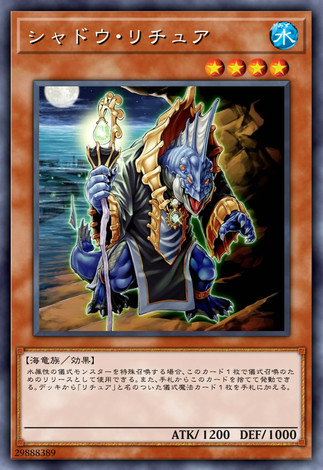 シャドウ・リチュア
水
【海竜族／効果】
水属性の儀式モンスターを特殊召喚する場合、このカード１枚で儀式召喚のた
めのリリースとして使用できる。また、手札からこのカードを捨てて発動でき
る。デッキから「リチュア」と名のついた儀式魔法カード１枚を手札に加える。
ATK/1200 DEF/1000
29888389